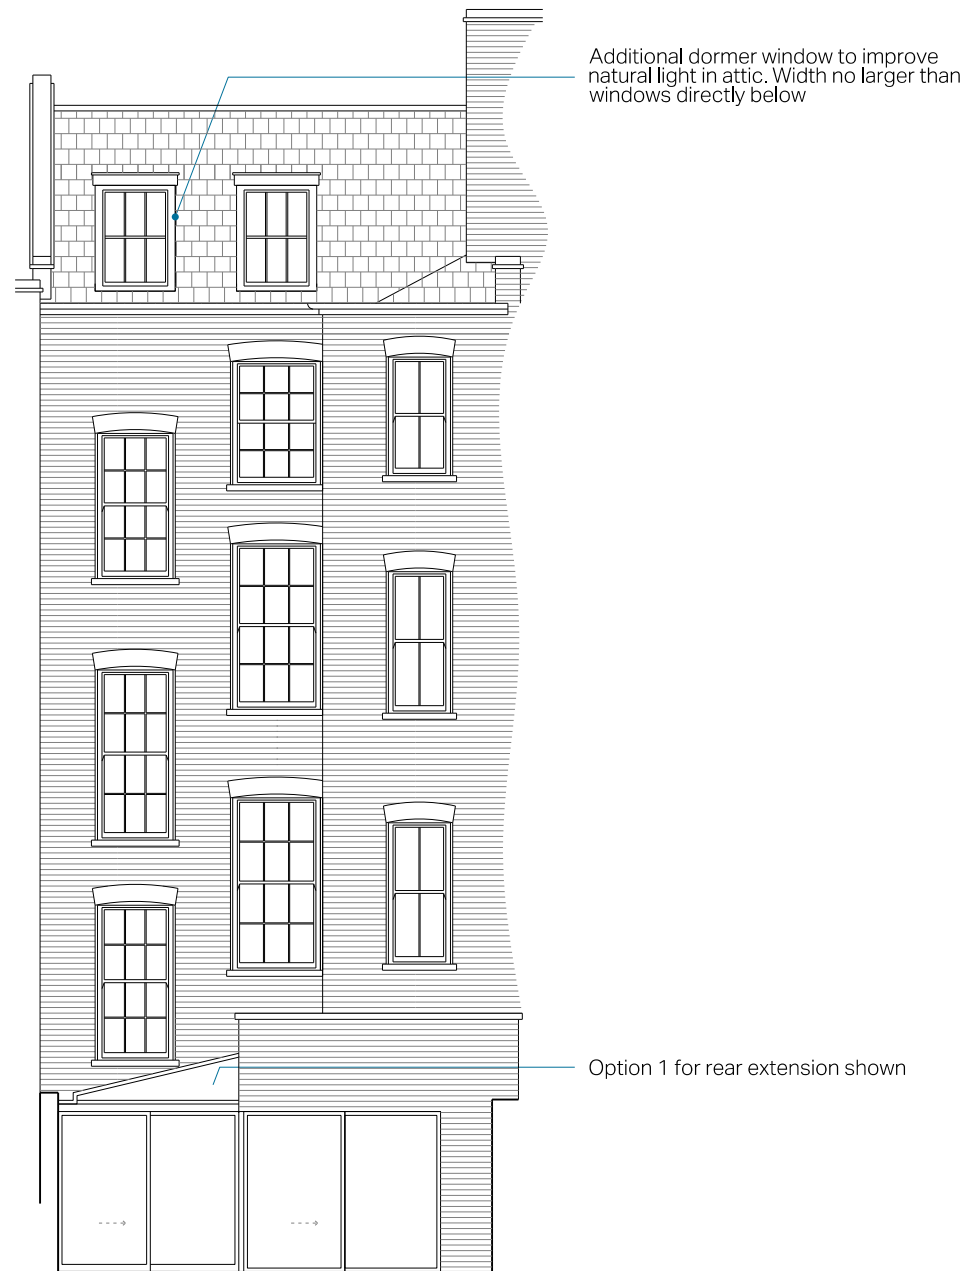 Additional dormer window to improve
natural light in attic. Width no larger than
windows directly below
Option 1 for rear extension shown